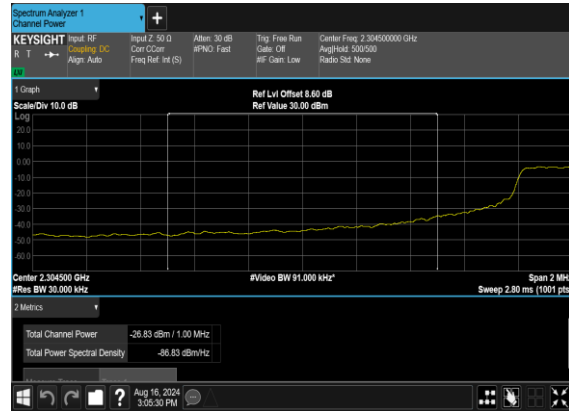 Spectrum Analyzer 1
Channel Power
+
KEYSIGHT Input: RF Input Z: 50 Ω Atten: 30 dB Trig: Free Run Center Freq: 2.304500000 GHz
R T Coupling: DC Corr CCorr #PNO: Fast Gate: Off Avg|Hold: 500/500
Align: Auto Freq Ref: Int (S) #IF Gain: Low Radio Std: None
1 Graph
Ref Lvl Offset 8.60 dB
Scale/Div 10.0 dB Ref Value 30.00 dBm
Log
20.0
10.0
0.00
-10.0
-20.0
-30.0
-40.0
-50.0
-60.0
Center 2.304500 GHz #Video BW 91.000 kHz* Span 2 MHz
#Res BW 30.000 kHz Sweep 2.80 ms (1001 pts
2 Metrics
Total Channel Power -26.83 dBm / 1.00 MHz
Total Power Spectral Density -86.83 dBm/Hz
? Aug 16, 2024
3:05:30 PM